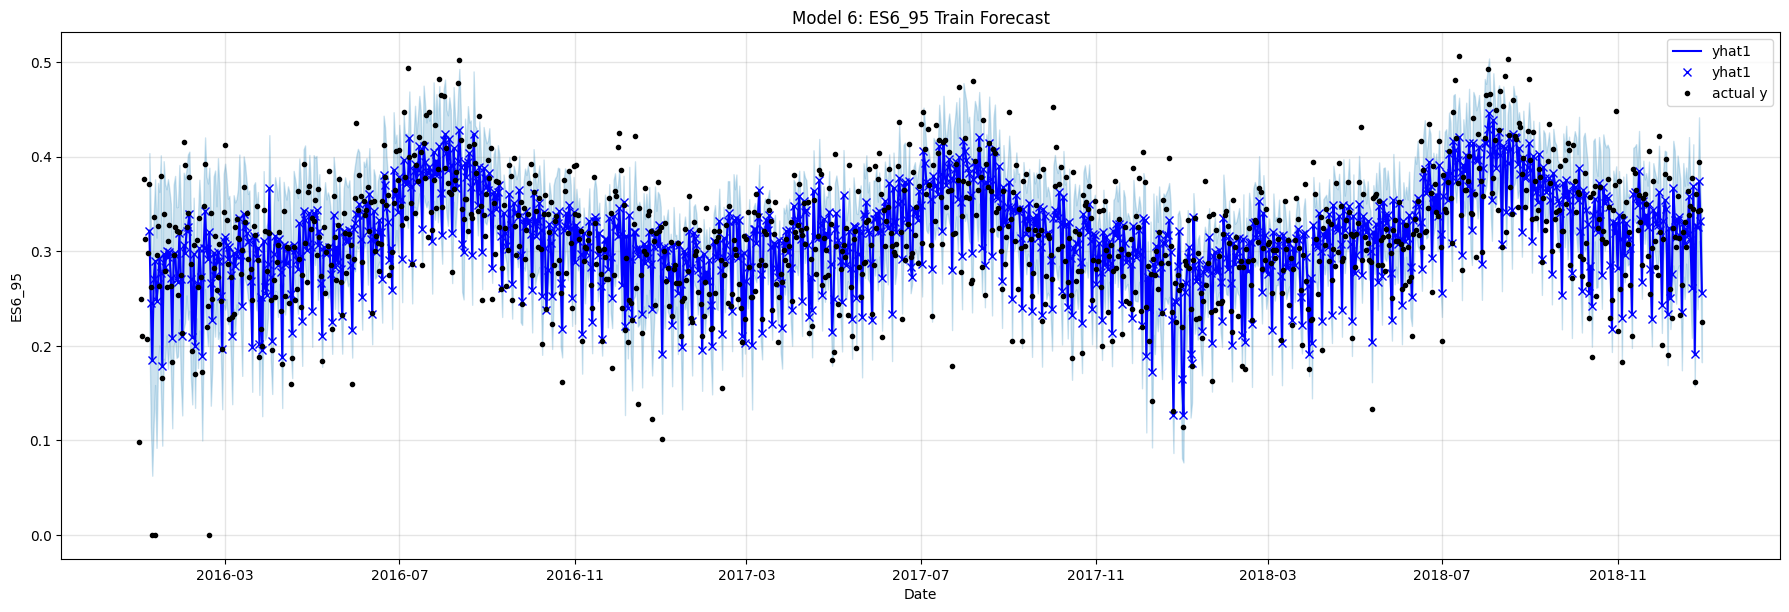 Model 6: ES6_95 Train Forecast
yhat1
yhat1
actual y
ES6_95
0.5
0.4
0.3
0.2
0.1
0.0
2016-03
2016-07
2016-11
2017-03
2017-07
2017-11
2018-03
2018-07
2018-11
Date